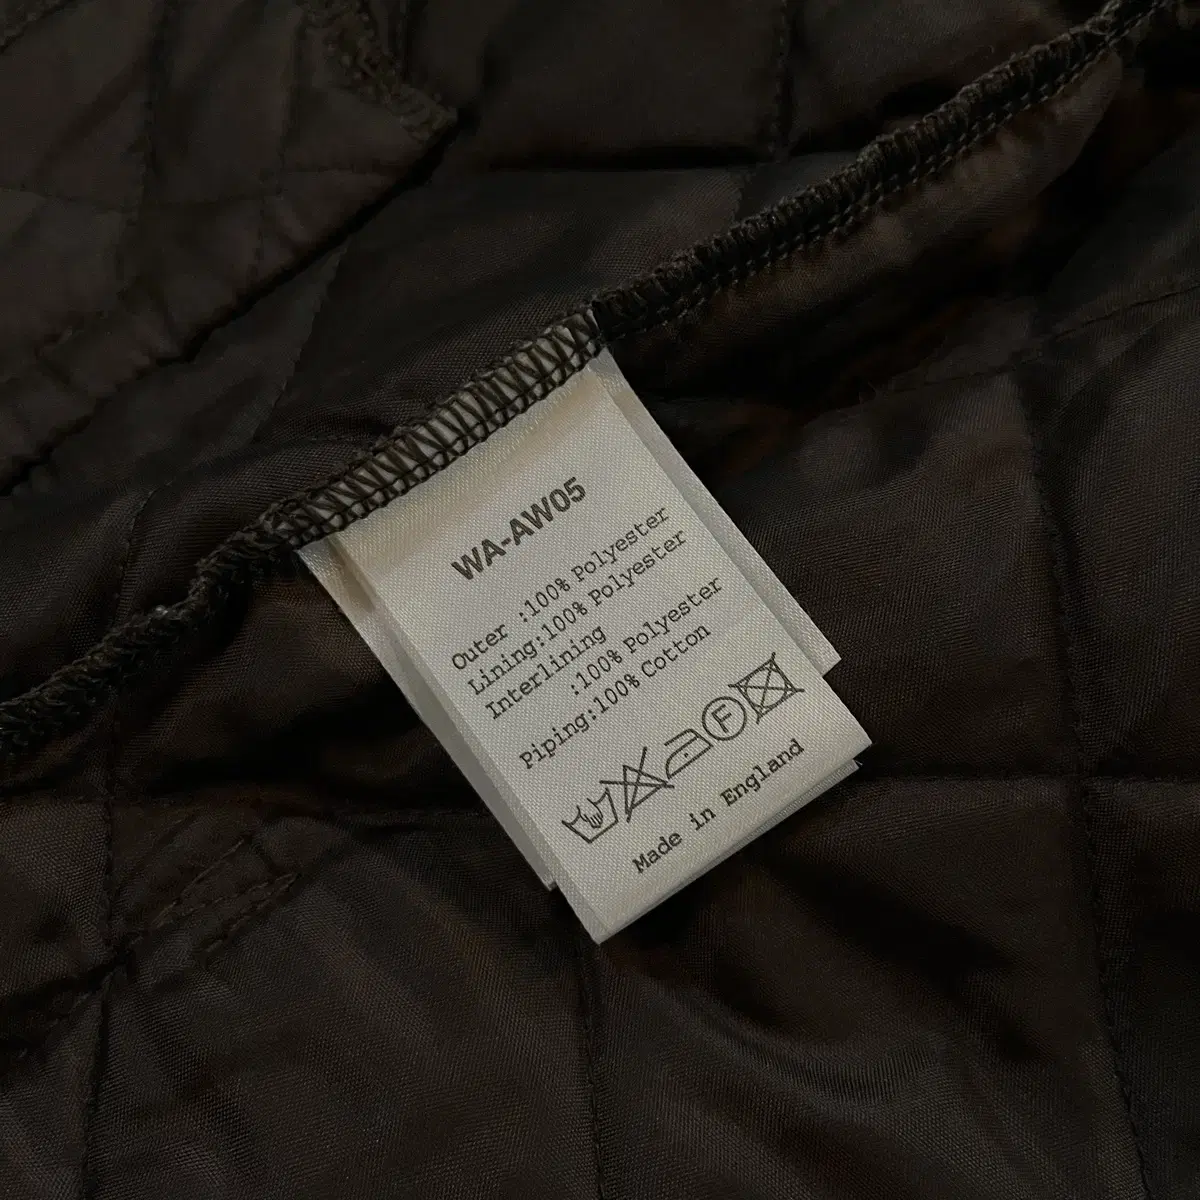 WA-AW05
Outer :100% Polyester
Lining:100% Polyester
Interlining
:100% Polyester
Piping:100% Cotton
F
Made in England